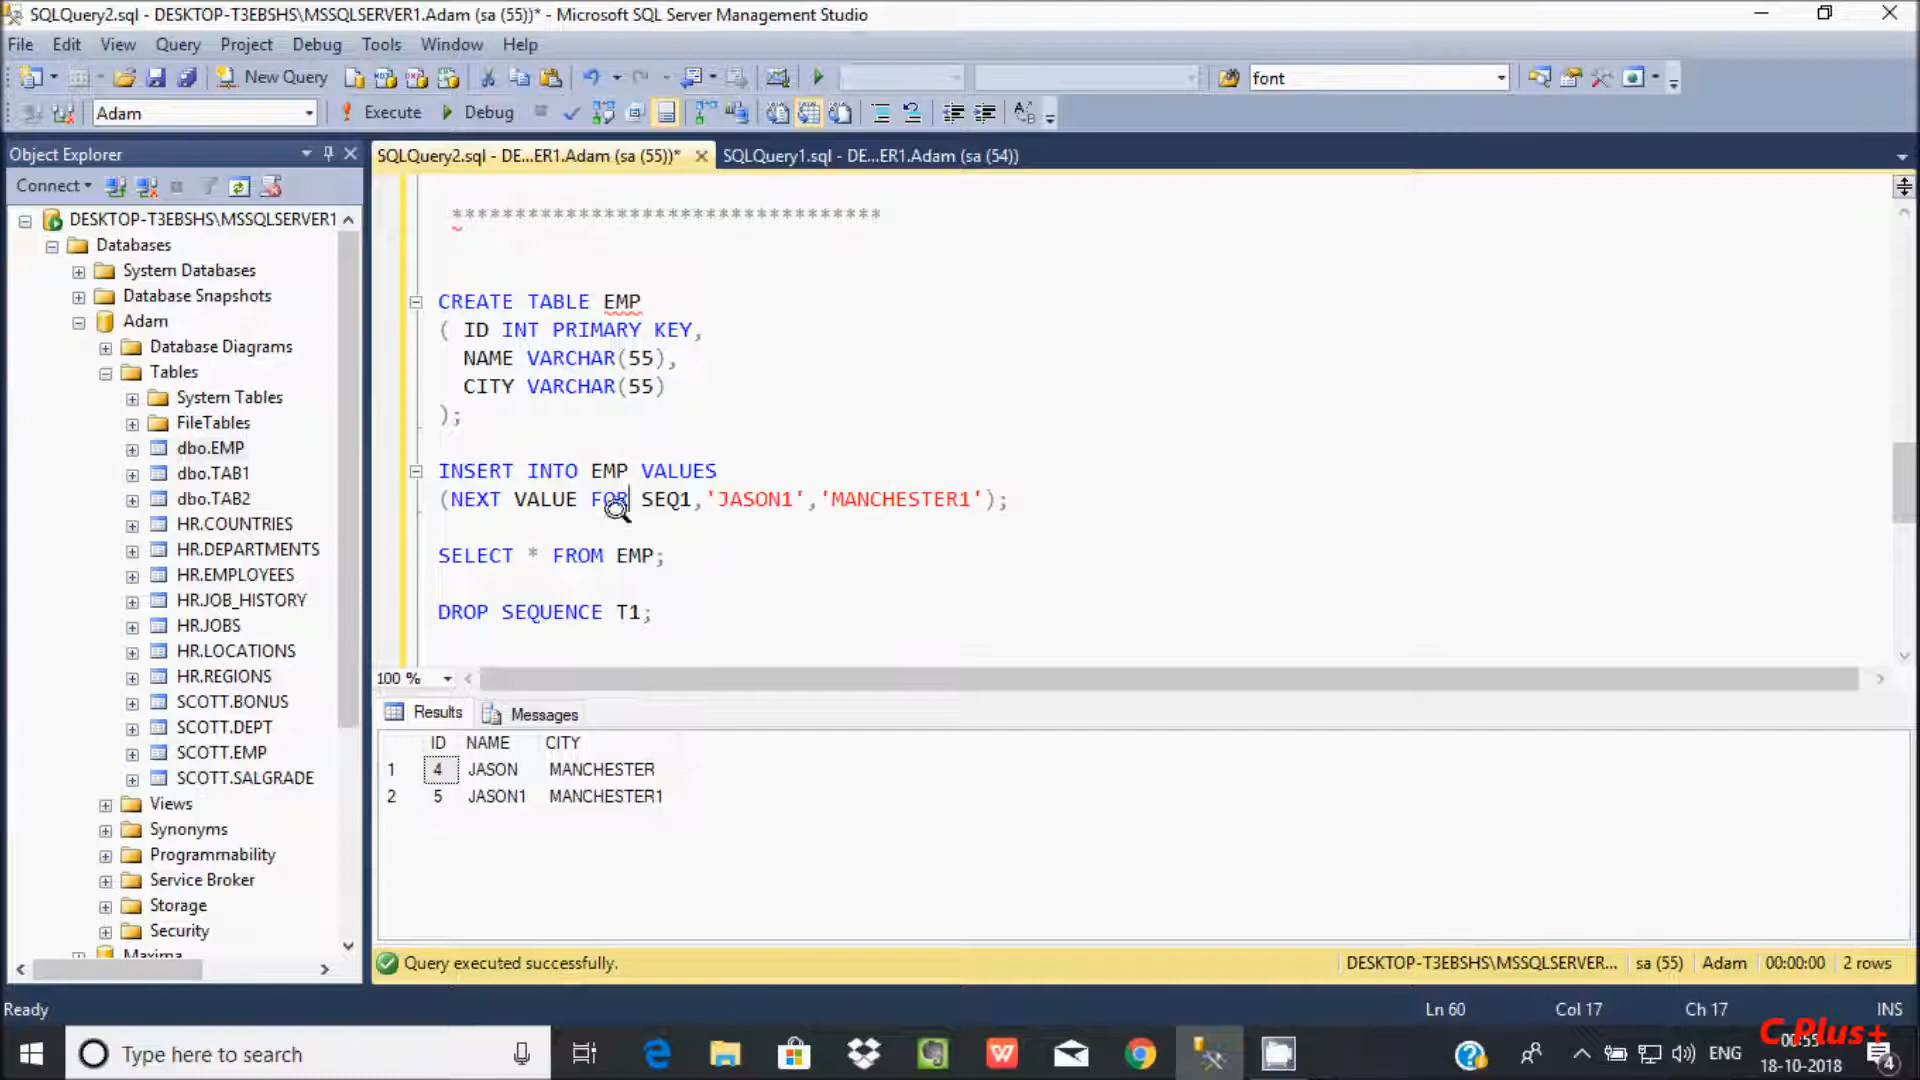 SQLQuery2.sql - DESKTOP-T3EBSHS\MSSQLSERVER1.Adam (sa (55))* - Microsoft SQL Server Management Studio
File Edit View Query Project Debug Tools Window Help
New Query font
Adam Execute Debug
Object Explorer
SQLQuery2.sql - DE...ER1.Adam (sa (55))* SQLQuery1.sql - DE...ER1.Adam (sa (54))
Connect
DESKTOP-T3EBSHS\MSSQLSERVER1
Databases
System Databases
Database Snapshots
Adam
Database Diagrams
Tables
System Tables
FileTables
dbo.EMP
dbo.TAB1
dbo.TAB2
HR.COUNTRIES
HR.DEPARTMENTS
HR.EMPLOYEES
HR.JOB_HISTORY
HR.JOBS
HR.LOCATIONS
HR.REGIONS
SCOTT.BONUS
SCOTT.DEPT
SCOTT.EMP
SCOTT.SALGRADE
Views
Synonyms
Programmability
Service Broker
Storage
Security
Maxima
**********************************
CREATE TABLE EMP
( ID INT PRIMARY KEY,
NAME VARCHAR(55),
CITY VARCHAR(55)
);
INSERT INTO EMP VALUES
(NEXT VALUE FOR SEQ1,'JASON1','MANCHESTER1');
SELECT * FROM EMP;
DROP SEQUENCE T1;
100 %
Results Messages
ID NAME CITY
1 4 JASON MANCHESTER
2 5 JASON1 MANCHESTER1
Query executed successfully. DESKTOP-T3EBSHS\MSSQLSERVER... sa (55) Adam 00:00:00 2 rows
Ready Ln 60 Col 17 Ch 17 INS
Type here to search
ENG
C Plus+
00:55
18-10-2018
4